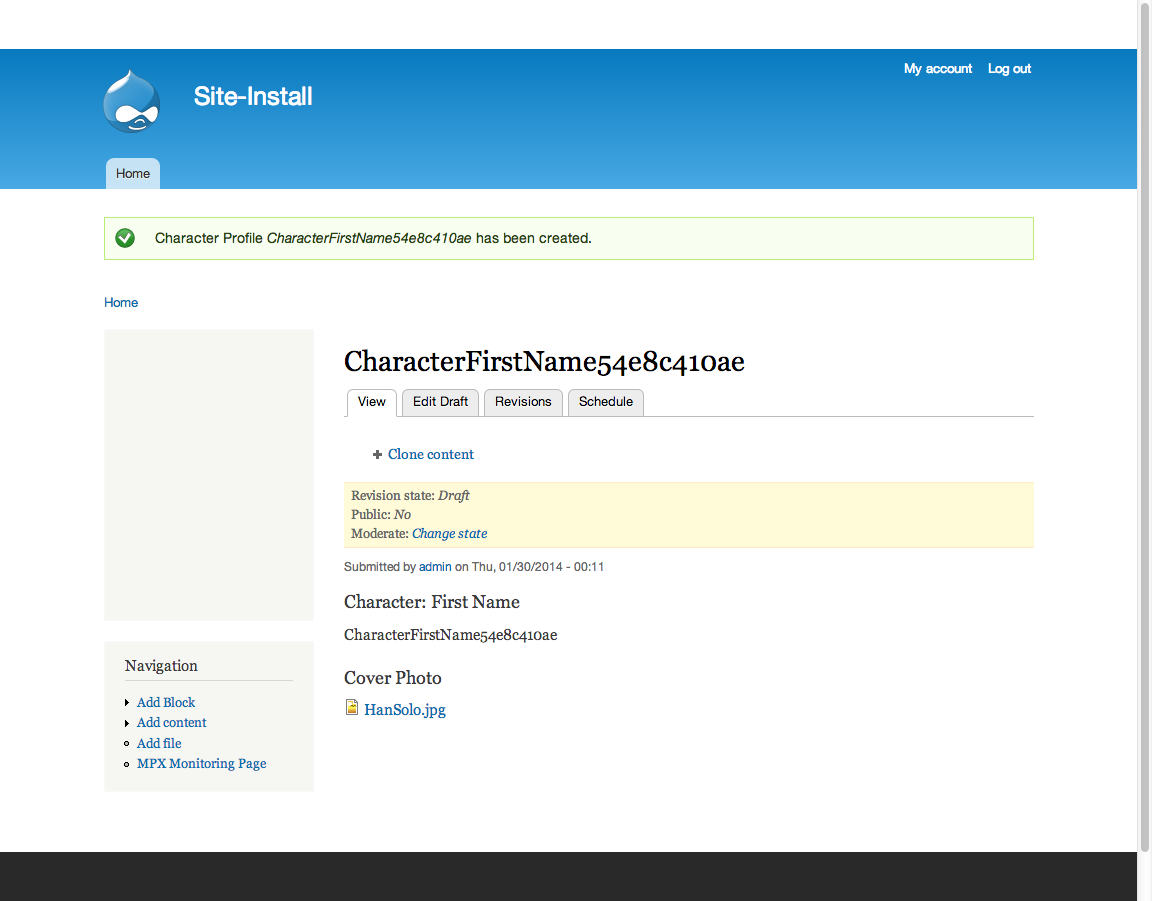 My account Log out
Site-Install
Home
Character Profile CharacterFirstName54e8c410ae has been created.
Home
CharacterFirstName54e8c410ae
View Edit Draft Revisions Schedule
Clone content
Revision state: Draft
Public: No
Moderate: Change state
Submitted by admin on Thu, 01/30/2014 - 00:11
Character: First Name
CharacterFirstName54e8c410ae
Cover Photo
HanSolo.jpg
Navigation
Add Block
Add content
Add file
MPX Monitoring Page